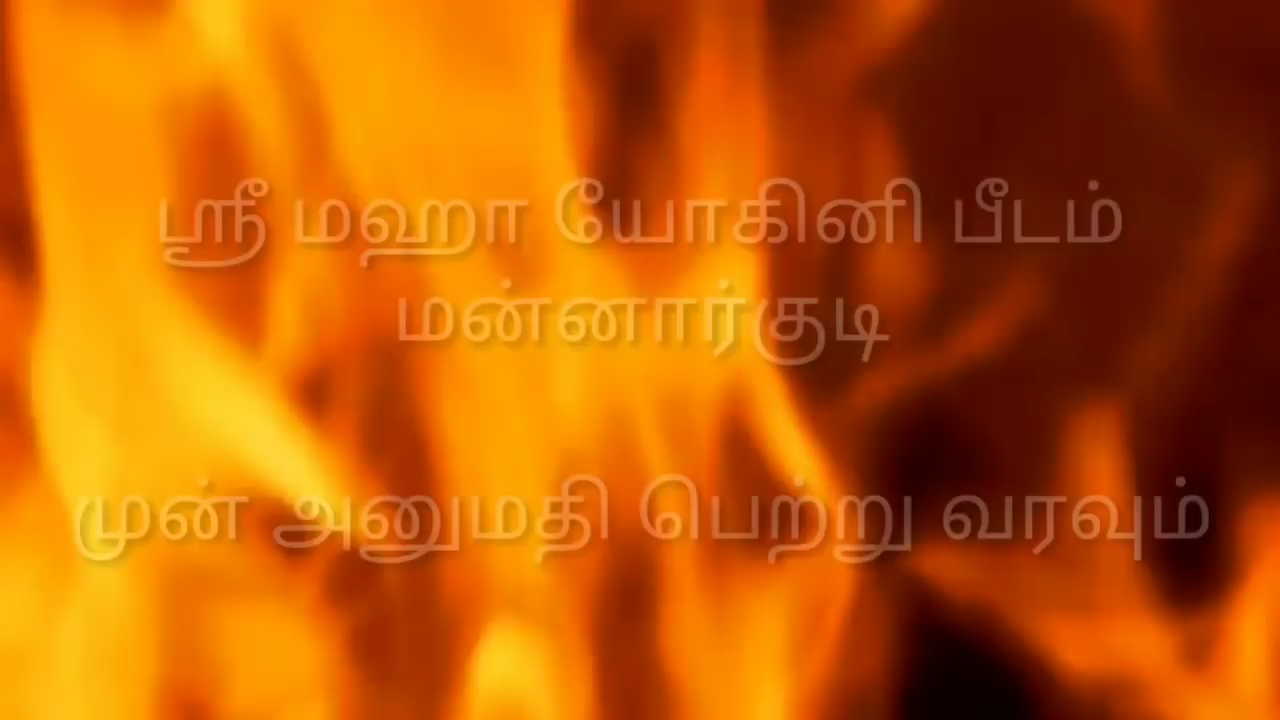 ஸ்ரீ மஹா யோகினி பீடம்
மன்னார்குடி
முன் அனுமதி பெற்று வரவும்